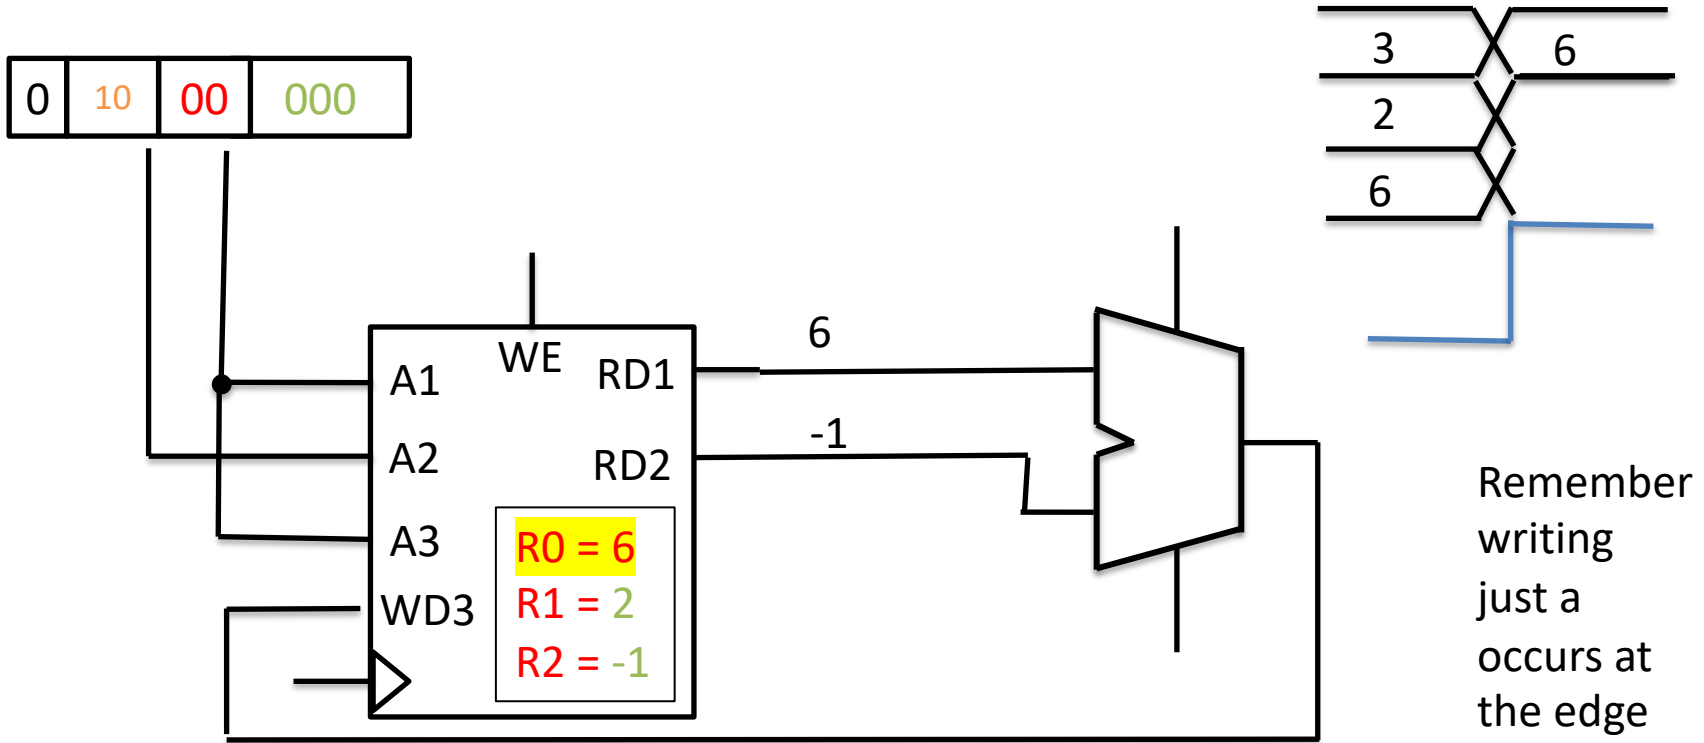 0 10 00 000
3 6
2
6
WE
A1
RD1
6
A2
RD2
-1
A3
WD3
R0 = 6
R1 = 2
R2 = -1
Remember
writing
just a
occurs at
the edge